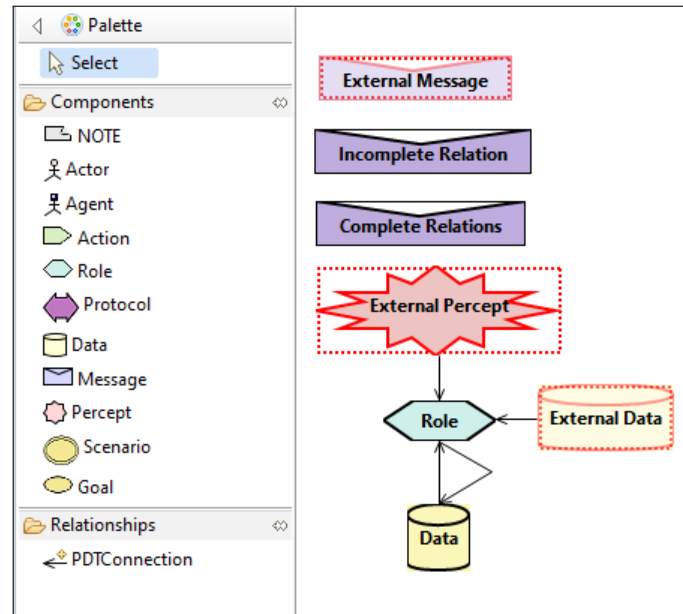 Palette
Select
Components
NOTE
Actor
Agent
Action
Role
Protocol
Data
Message
Percept
Scenario
Goal
Relationships
PDTConnection
External Message
Incomplete Relation
Complete Relations
External Percept
Role
External Data
Data